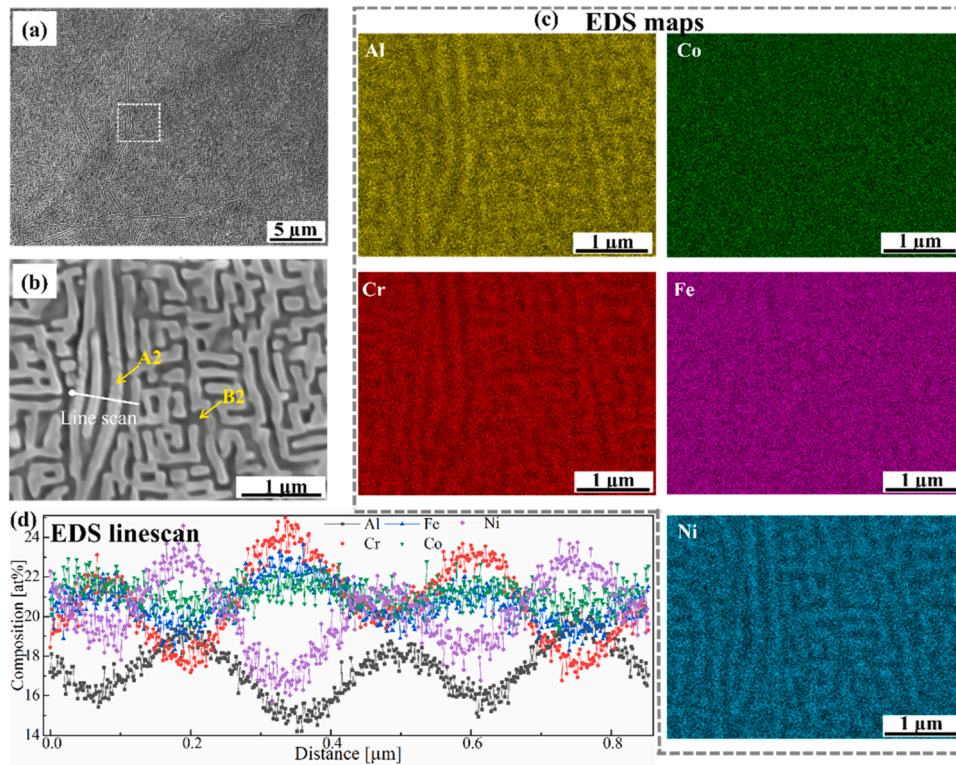 (a)
5 µm
(b)
A2
B2
Line scan
1 µm
(c) EDS maps
Al
1 µm
Co
1 µm
Cr
1 µm
Fe
1 µm
Ni
1 µm
(d) EDS linescan
Al Fe Ni
Cr Co
Composition [at%]
24
22
20
18
16
14
0.0 0.2 0.4 0.6 0.8
Distance [µm]